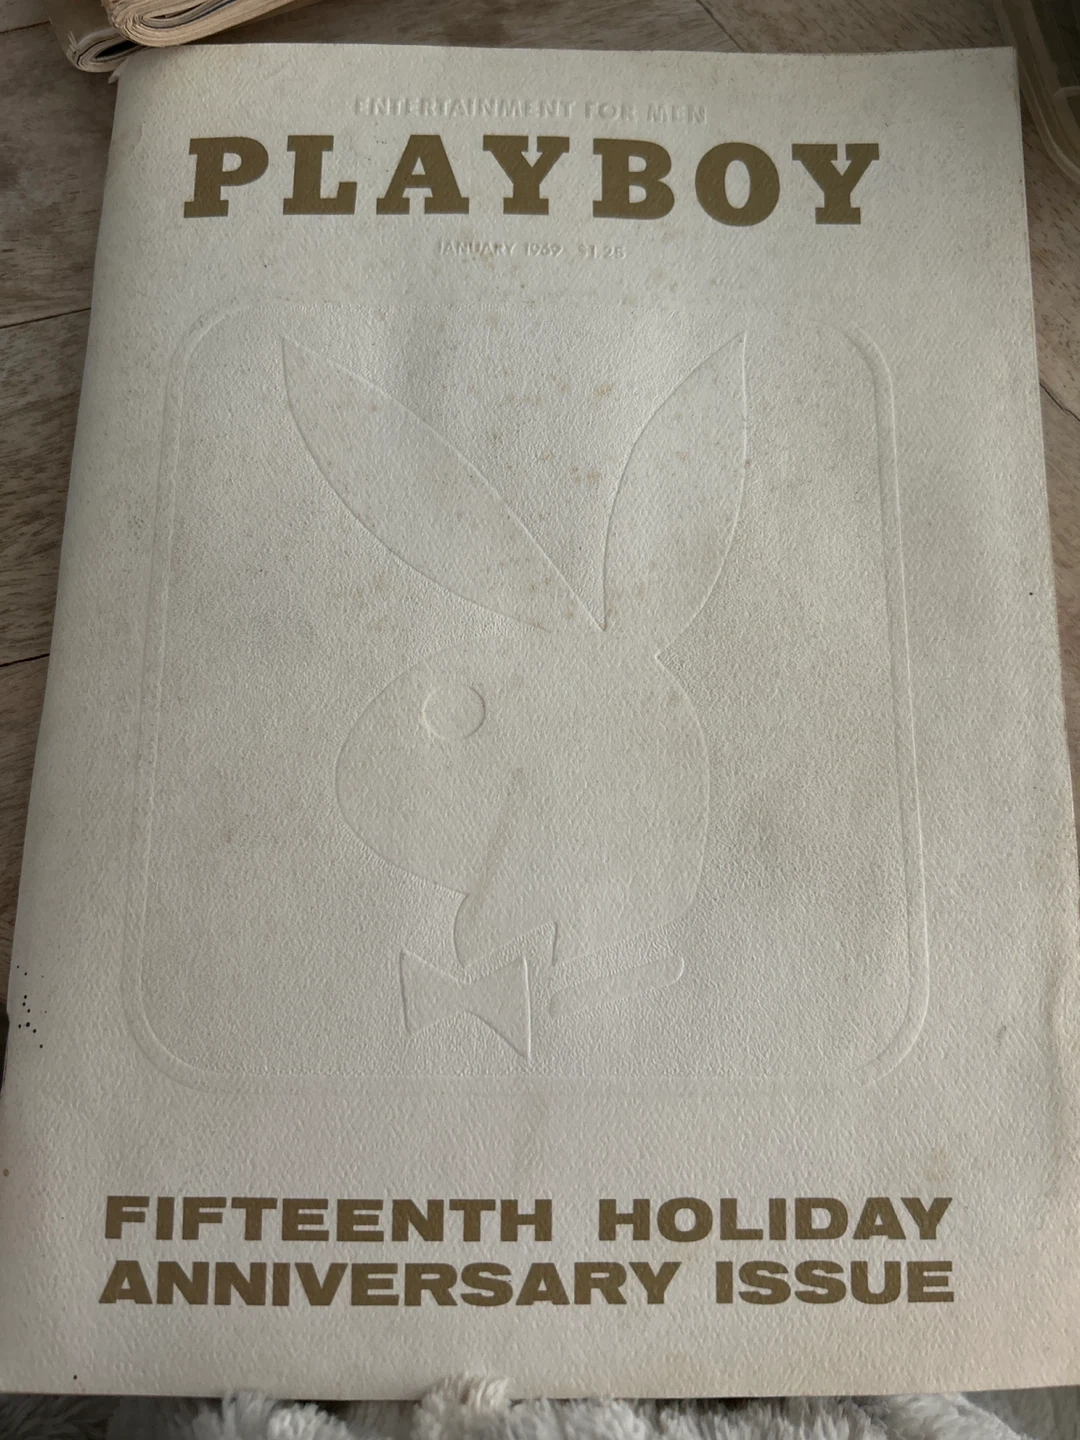 ENTERTAINMENT FOR MEN
PLAYBOY
JANUARY 1969 $1.25
FIFTEENTH HOLIDAY
ANNIVERSARY ISSUE